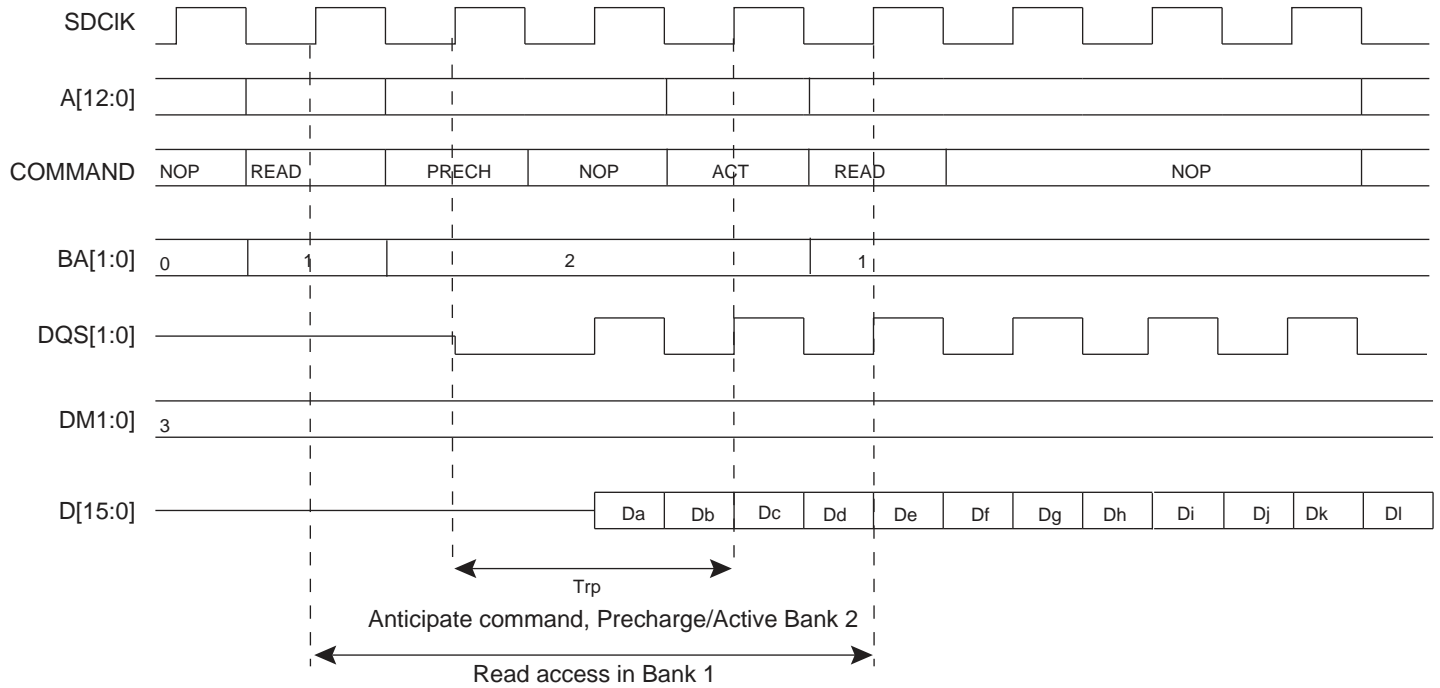 SDClK
A[12:0]
COMMAND NOP READ PRECH NOP ACT READ NOP
BA[1:0] 0 1 2 1
DQS[1:0]
DM1:0] 3
D[15:0] Da Db Dc Dd De Df Dg Dh Di Dj Dk Dl
Trp
Anticipate command, Precharge/Active Bank 2
Read access in Bank 1